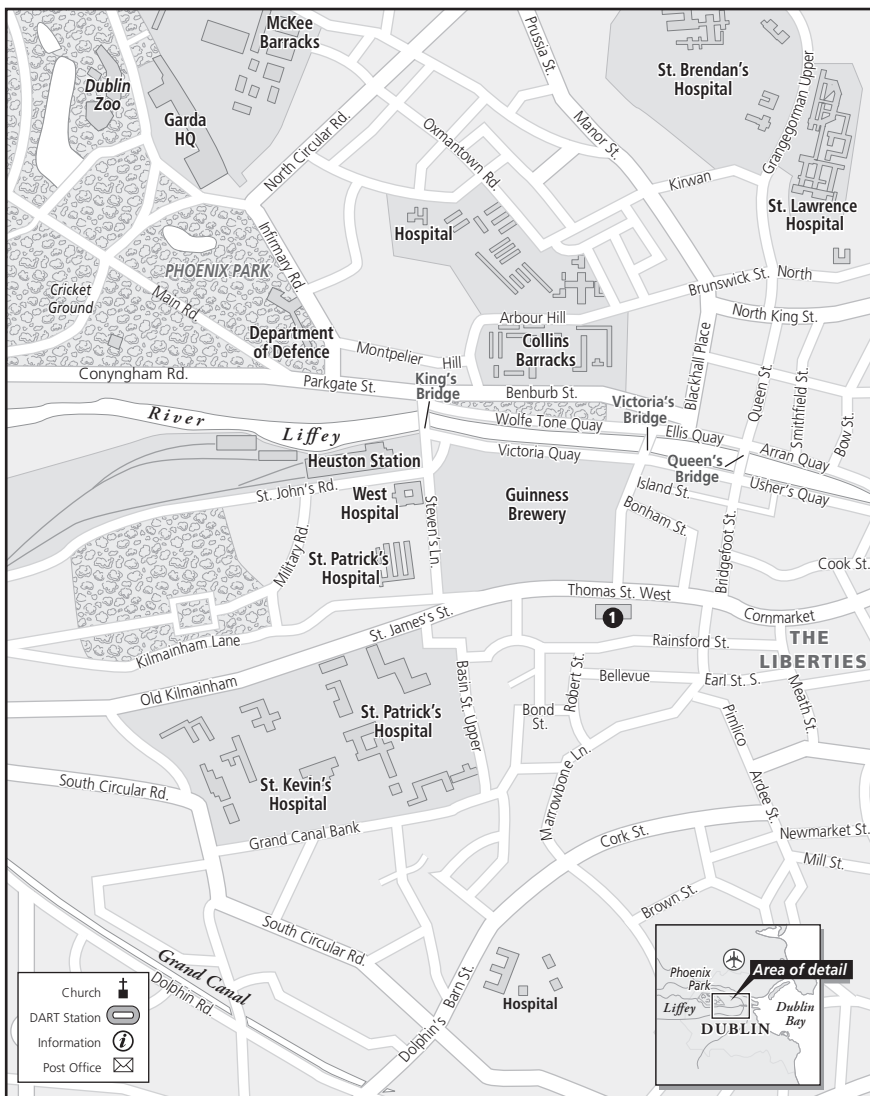 McKee
Barracks
Prussia St.
St. Brendan's
Hospital
Dublin
Zoo
Garda
HQ
Grangegorman Upper
North Circular Rd.
Oxmantown Rd.
Manor St.
Kirwan
St. Lawrence
Hospital
Hospital
Infirmary Rd.
PHOENIX PARK
Cricket
Ground
Main Rd
Brunswick St. North
North King St.
Arbour Hill
Collins
Barracks
Department
of Defence
Montpelier Hill
Blackhall Place
Queen St.
Smithfield St.
Bow St.
Conyngham Rd.
Parkgate St.
King's
Bridge
Benburb St.
Victoria's
Bridge
River Liffey
Wolfe Tone Quay
Ellis Quay
Arran Quay
Victoria Quay
Queen's
Bridge
Usher's Quay
Heuston Station
St. John's Rd.
West
Hospital
Steven's Ln.
Guinness
Brewery
Island St.
Bonham St.
Bridgefoot St.
Military Rd.
St. Patrick's
Hospital
Cook St.
Thomas St. West
Cornmarket
1
St. James's St.
Rainsford St.
THE
LIBERTIES
Kilmainham Lane
Old Kilmainham
Basin St. Upper
Robert St.
Bellevue
Earl St. S.
Meath St.
Bond
St.
Pimlico
St. Patrick's
Hospital
St. Kevin's
Hospital
South Circular Rd.
Marrowbone Ln.
Ardee St.
Grand Canal Bank
Cork St.
Newmarket St.
Mill St.
Brown St.
South Circular Rd.
Grand Canal
Dolphin Rd.
Dolphin's Barn St.
Hospital
Church
DART Station
Information
i
Post Office
Phoenix
Park
Area of detail
Liffey
DUBLIN
Dublin
Bay